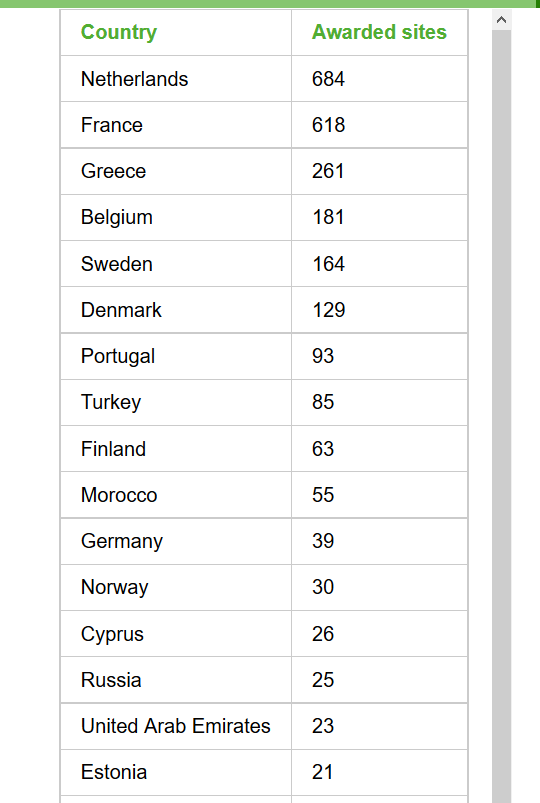 Country Awarded sites
Netherlands 684
France 618
Greece 261
Belgium 181
Sweden 164
Denmark 129
Portugal 93
Turkey 85
Finland 63
Morocco 55
Germany 39
Norway 30
Cyprus 26
Russia 25
United Arab Emirates 23
Estonia 21